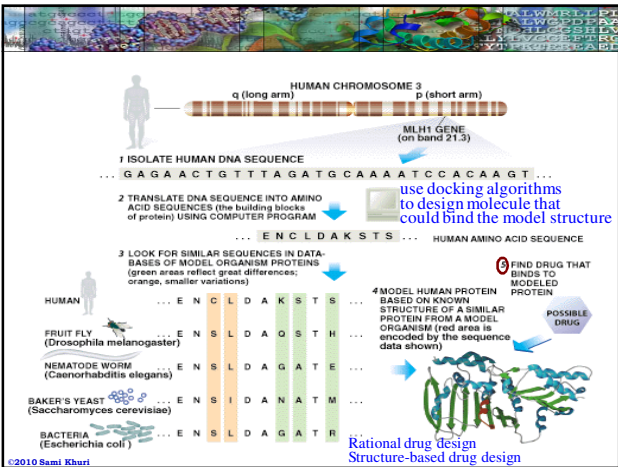 ALWMRLLPL
LWGPDPAA
HLCGSHLV
LYLVCGERG
HUMAN CHROMOSOME 3
q (long arm) p (short arm)
MLH1 GENE
(on band 21.3)
1 ISOLATE HUMAN DNA SEQUENCE
... G A G A A C T G T T T A G A T G C A A A A T C C A C A A G T ...
2 TRANSLATE DNA SEQUENCE INTO AMINO
ACID SEQUENCES (the building blocks
of protein) USING COMPUTER PROGRAM
use docking algorithms
to design molecule that
could bind the model structure
... E N C L D A K S T S ... HUMAN AMINO ACID SEQUENCE
3 LOOK FOR SIMILAR SEQUENCES IN DATA-
BASES OF MODEL ORGANISM PROTEINS
(green areas reflect great differences;
orange, smaller variations)
HUMAN ... E N C L D A K S T S ...
FRUIT FLY ... E N S L D A Q S T H ...
(Drosophila melanogaster)
NEMATODE WORM ... E N S L D A G A T E ...
(Caenorhabditis elegans)
BAKER'S YEAST ... E N S I D A N A T M ...
(Saccharomyces cerevisiae)
BACTERIA ... E N S L D A G A T R ...
(Escherichia coli )
4 MODEL HUMAN PROTEIN
BASED ON KNOWN
STRUCTURE OF A SIMILAR
PROTEIN FROM A MODEL
ORGANISM (red area is
encoded by the sequence
data shown)
5 FIND DRUG THAT
BINDS TO
MODELED
PROTEIN
POSSIBLE
DRUG
Rational drug design
Structure-based drug design
©2010 Sami Khuri